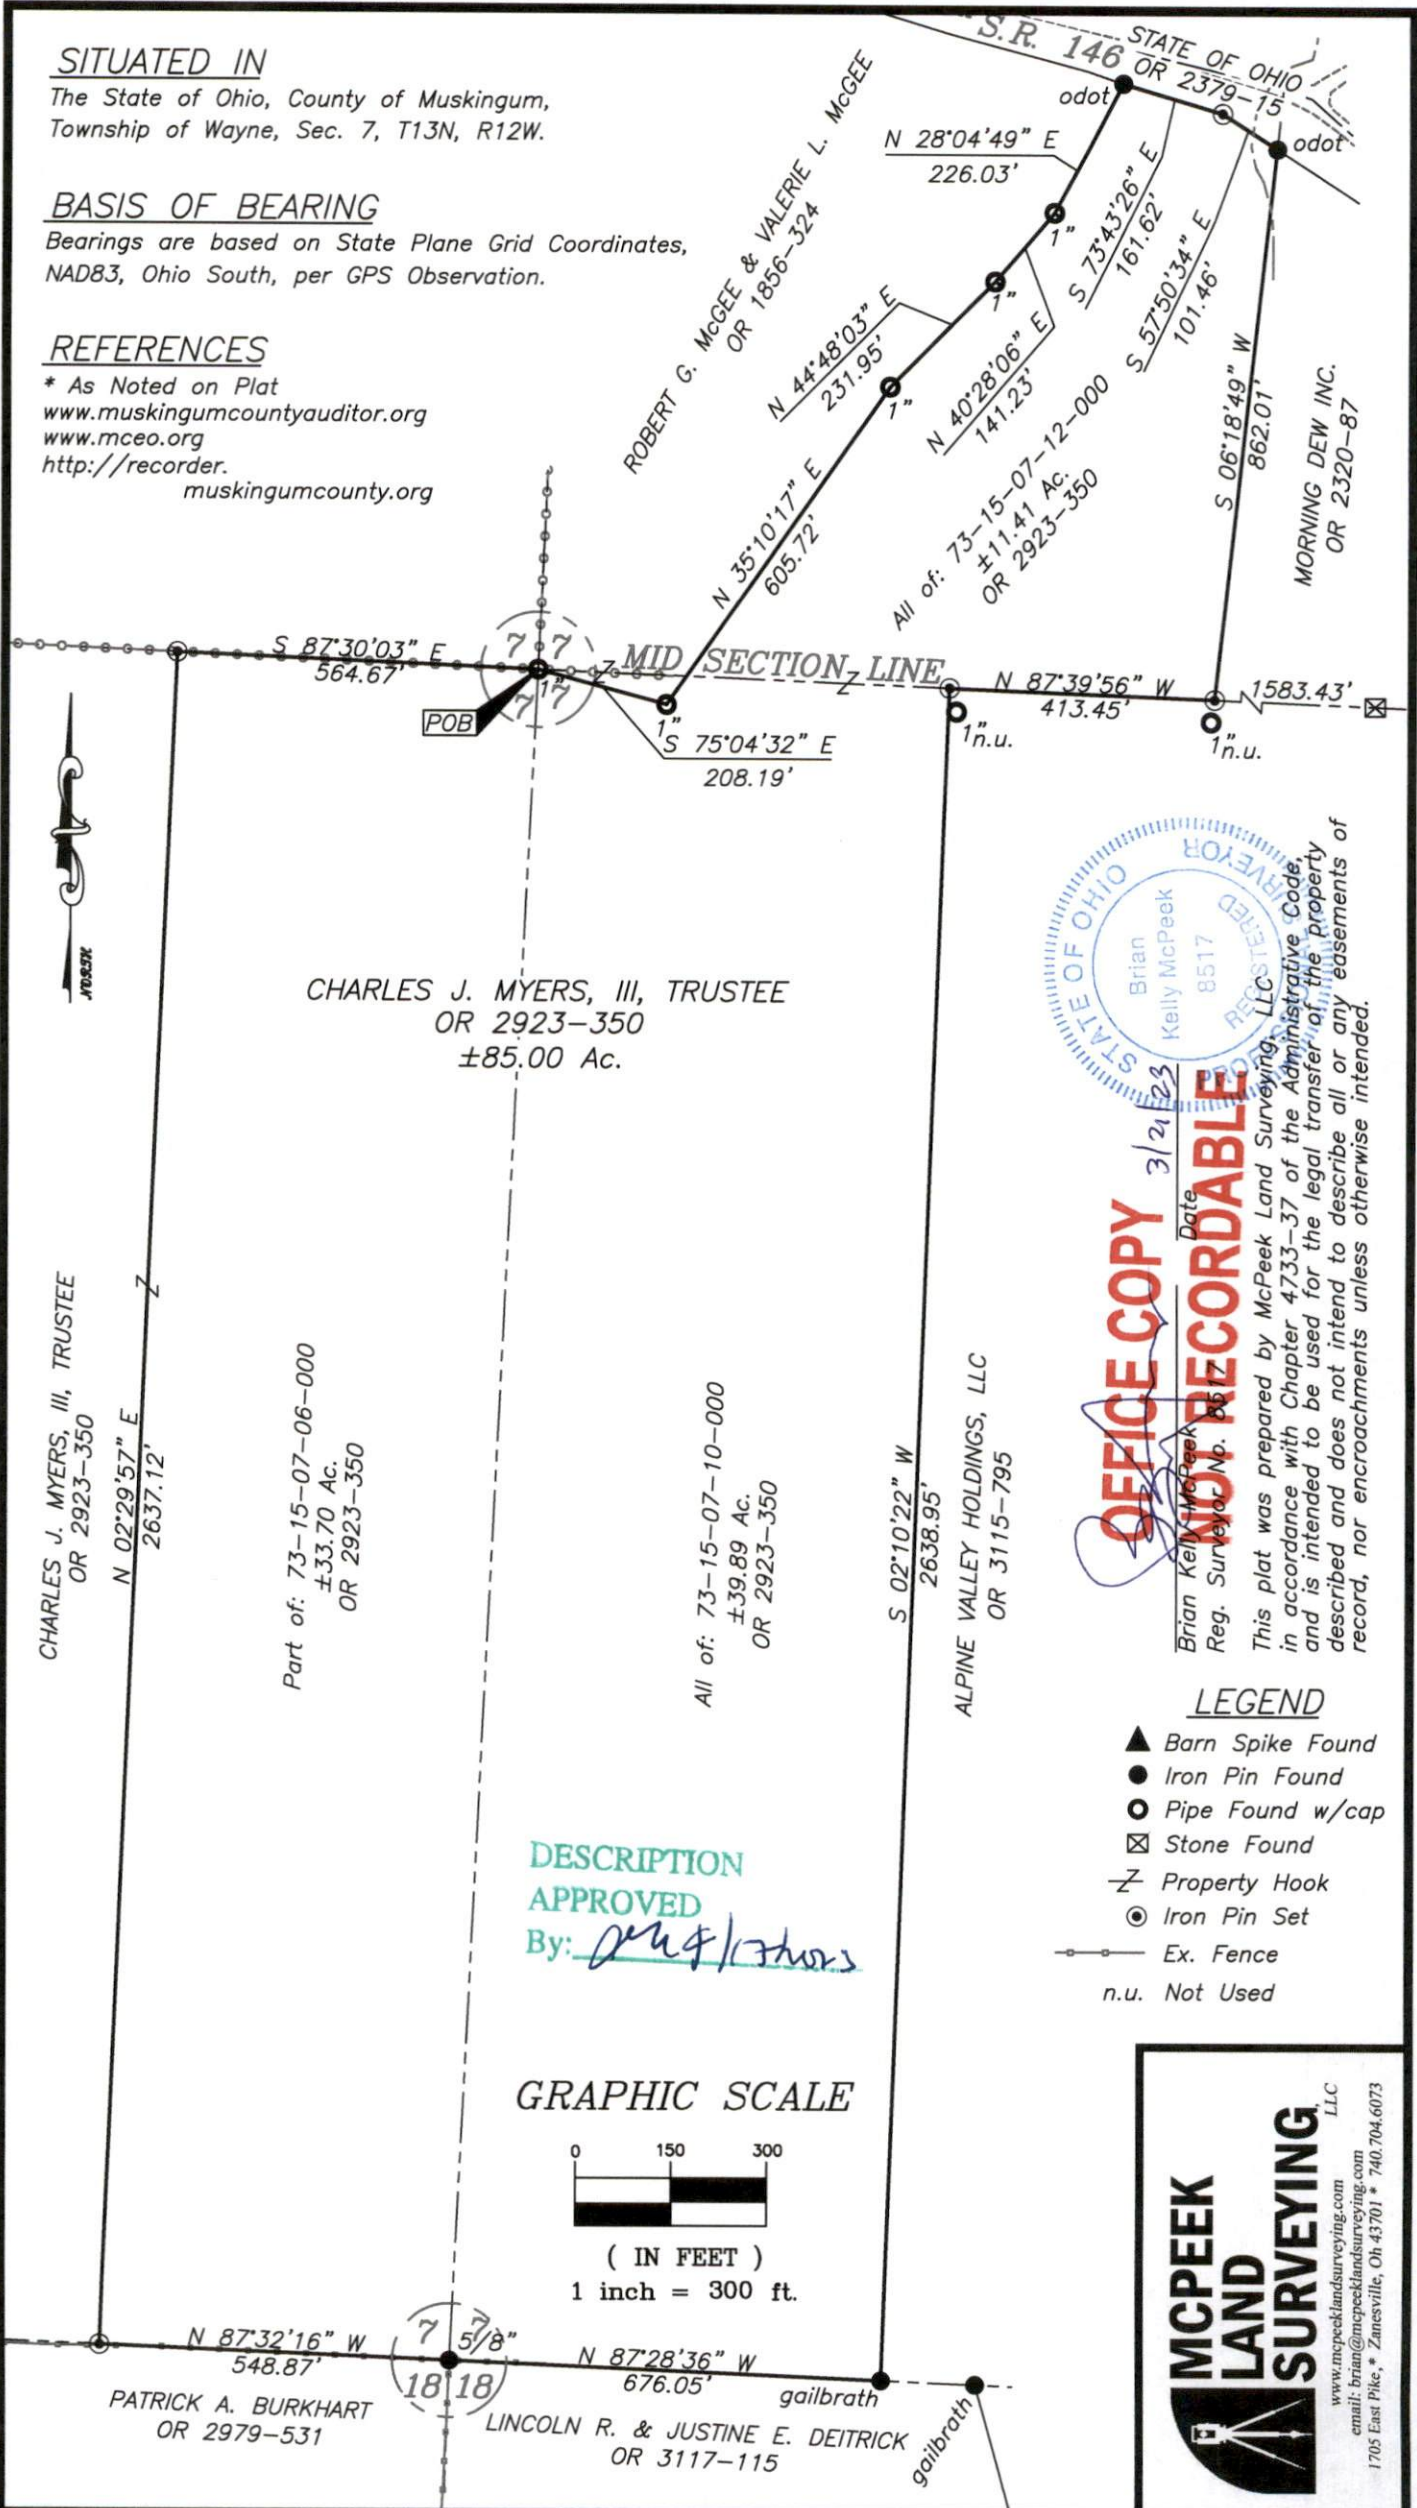 SITUATED IN
The State of Ohio, County of Muskingum,
Township of Wayne, Sec. 7, T13N, R12W.
BASIS OF BEARING
Bearings are based on State Plane Grid Coordinates,
NAD83, Ohio South, per GPS Observation.
REFERENCES
* As Noted on Plat
www.muskingumcountyauditor.org
www.mceo.org
http://recorder.
muskingumcounty.org
S.R. 146
STATE OF OHIO
OR 2379-15
odot
odot
ROBERT G. McGEE & VALERIE L. McGEE
OR 1856-324
N 28°04'49" E
226.03'
1"
S 73°43'26" E
161.62'
S 57°50'34" E
101.46'
1"
N 44°48'03" E
231.95'
1"
N 40°28'06" E
141.23'
S 06°18'49" W
862.01'
MORNING DEW INC.
OR 2320-87
N 35°10'17" E
605.72'
All of: 73-15-07-12-000
±11.41 Ac.
OR 2923-350
S 87°30'03" E
564.67'
7 7
7 7
1"
POB
MID SECTION LINE
1"
S 75°04'32" E
208.19'
N 87°39'56" W
413.45'
1583.43'
1" n.u.
1" n.u.
NORTH
CHARLES J. MYERS, III, TRUSTEE
OR 2923-350
±85.00 Ac.
CHARLES J. MYERS, III, TRUSTEE
OR 2923-350
N 02°29'57" E
2637.12'
Part of: 73-15-07-06-000
±33.70 Ac.
OR 2923-350
All of: 73-15-07-10-000
±39.89 Ac.
OR 2923-350
S 02°10'22" W
2638.95'
ALPINE VALLEY HOLDINGS, LLC
OR 3115-795
STATE OF OHIO
Brian
Kelly McPeek
8517
REGISTERED
PROFESSIONAL SURVEYOR
OFFICE COPY
NOT RECORDABLE
3/21/23
Brian Kelly McPeek Date
Reg. Surveyor No. 8517
This plat was prepared by McPeek Land Surveying, LLC
in accordance with Chapter 4733-37 of the Administrative Code,
and is intended to be used for the legal transfer of the property
described and does not intend to describe all or any easements of
record, nor encroachments unless otherwise intended.
LEGEND
Barn Spike Found
Iron Pin Found
Pipe Found w/cap
Stone Found
Property Hook
Iron Pin Set
Ex. Fence
n.u. Not Used
DESCRIPTION
APPROVED
By:
GRAPHIC SCALE
0 150 300
( IN FEET )
1 inch = 300 ft.
N 87°32'16" W
548.87'
7 7
18 18
5/8"
N 87°28'36" W
676.05'
gailbrath
gailbrath
PATRICK A. BURKHART
OR 2979-531
LINCOLN R. & JUSTINE E. DEITRICK
OR 3117-115
MCPEEK
LAND
SURVEYING,
LLC
www.mcpeeklandsurveying.com
email: brian@mcpeeklandsurveying.com
1705 East Pike,* Zanesville, Oh 43701 * 740.704.6073